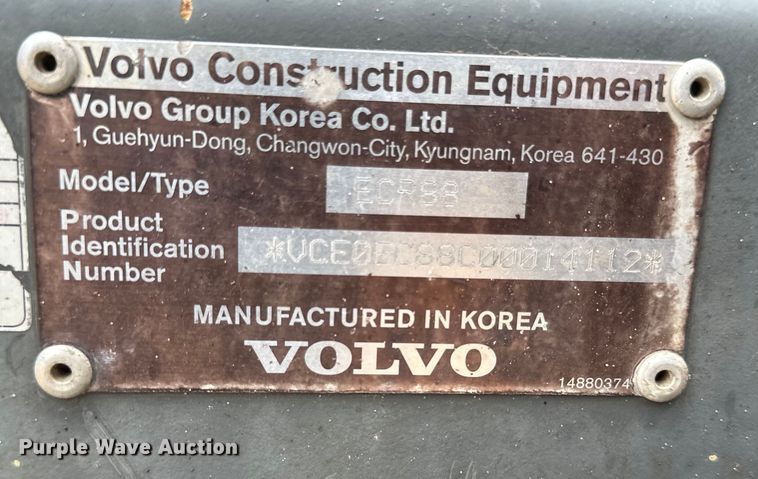 Volvo Construction Equipment
Volvo Group Korea Co. Ltd.
1, Guehyun-Dong, Changwon-City, Kyungnam, Korea 641-430
Model/Type ECR88
Product
Identification *VCE0EC88C00014112*
Number
MANUFACTURED IN KOREA
VOLVO
14880374
Purple Wave Auction